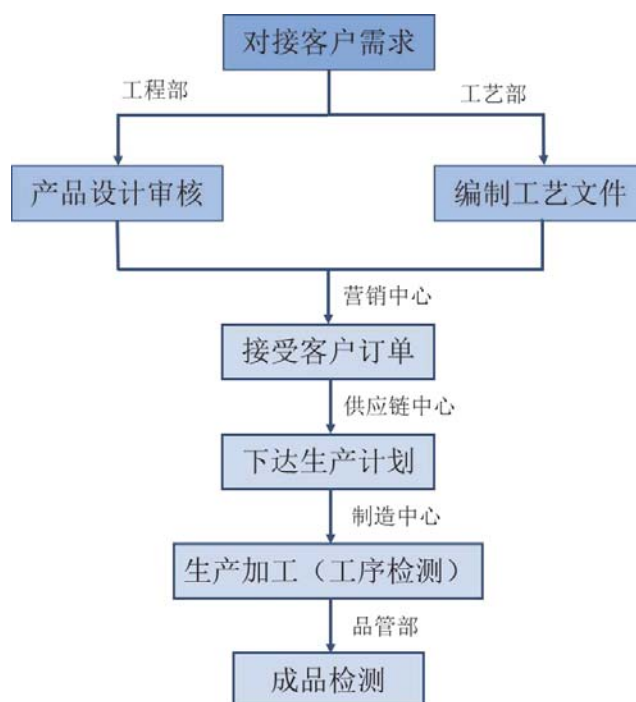 对接客户需求
工程部
工艺部
产品设计审核
编制工艺文件
营销中心
接受客户订单
供应链中心
下达生产计划
制造中心
生产加工（工序检测）
品管部
成品检测